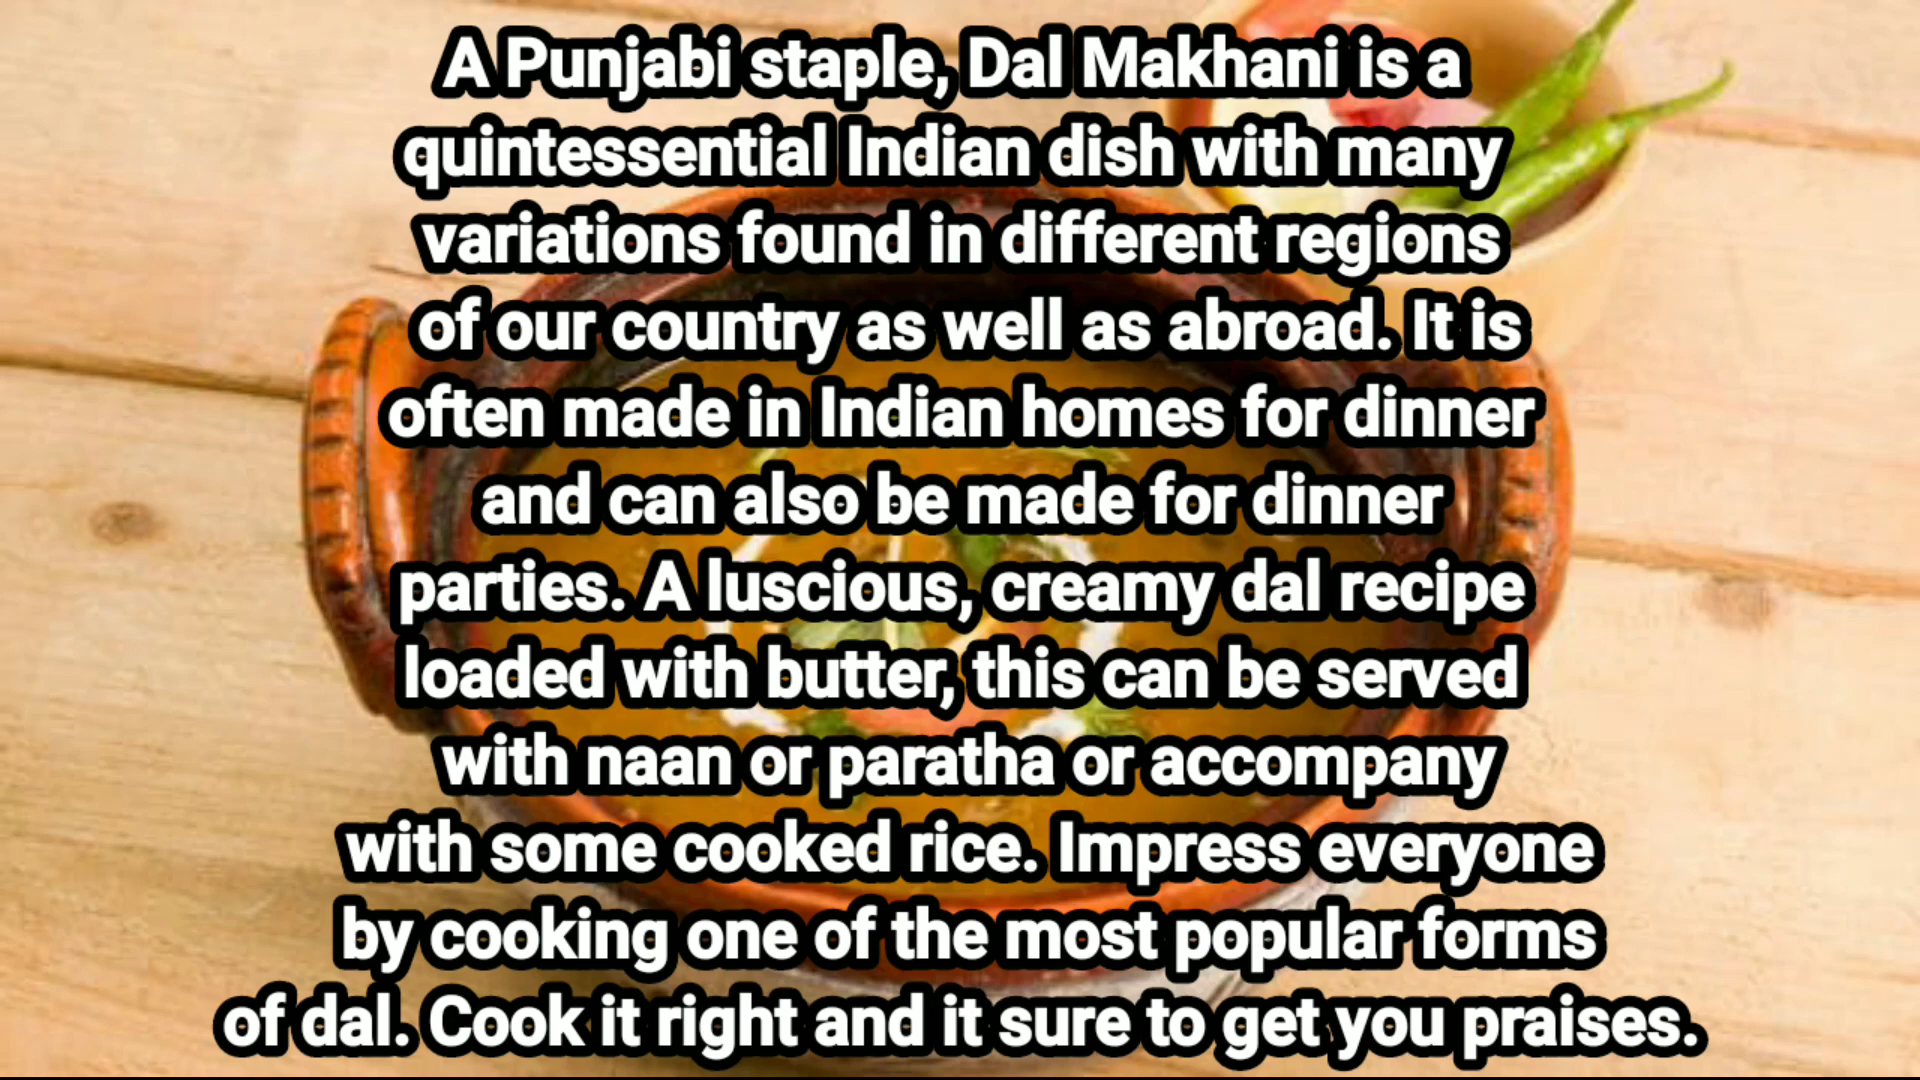 A Punjabi staple, Dal Makhani is a
quintessential Indian dish with many
variations found in different regions
of our country as well as abroad. It is
often made in Indian homes for dinner
and can also be made for dinner
parties. A luscious, creamy dal recipe
loaded with butter, this can be served
with naan or paratha or accompany
with some cooked rice. Impress everyone
by cooking one of the most popular forms
of dal. Cook it right and it sure to get you praises.